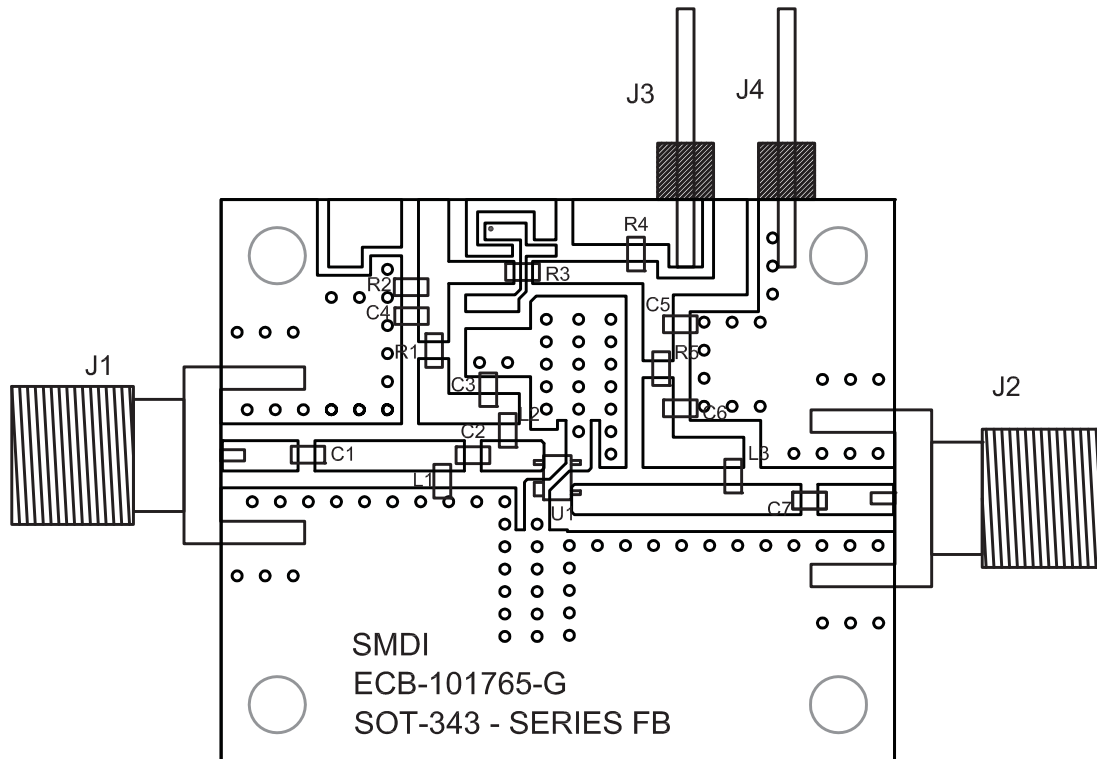 J3
J4
R4
R2
R3
C4
C5
R1
R5
J1
C3
J2
L2
C6
C1
C2
L1
L3
C7
U1
SMDI
ECB-101765-G
SOT-343 - SERIES FB